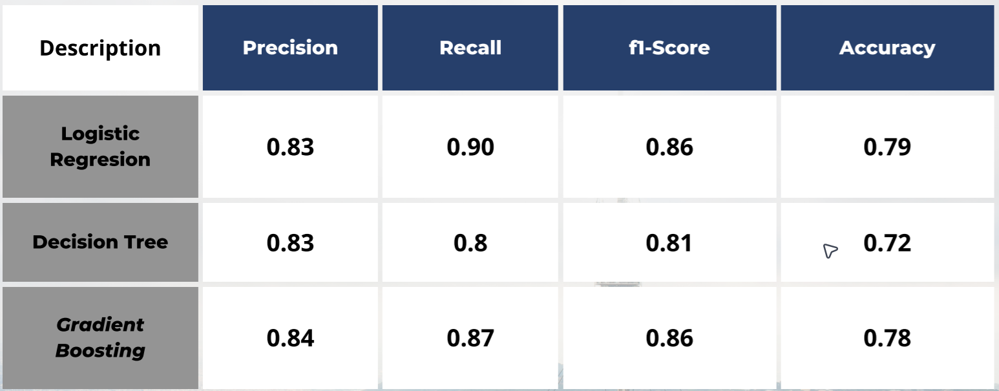 Description Precision Recall f1-Score Accuracy
Logistic
Regresion 0.83 0.90 0.86 0.79
Decision Tree 0.83 0.8 0.81 0.72
Gradient
Boosting 0.84 0.87 0.86 0.78